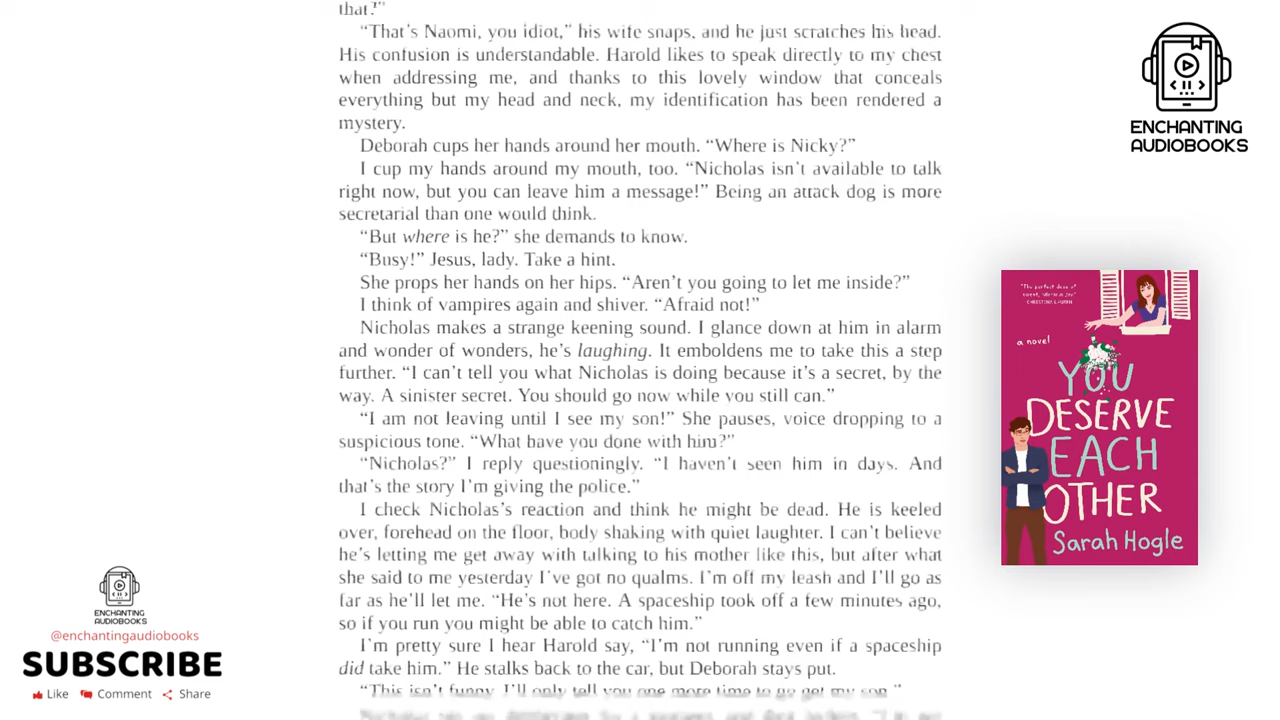 that?”
“That’s Naomi, you idiot,” his wife snaps, and he just scratches his head.
His confusion is understandable. Harold likes to speak directly to my chest
when addressing me, and thanks to this lovely window that conceals
everything but my head and neck, my identification has been rendered a
mystery.
Deborah cups her hands around her mouth. “Where is Nicky?”
I cup my hands around my mouth, too. “Nicholas isn’t available to talk
right now, but you can leave him a message!” Being an attack dog is more
secretarial than one would think.
“But where is he?” she demands to know.
“Busy!” Jesus, lady. Take a hint.
She props her hands on her hips. “Aren’t you going to let me inside?”
I think of vampires again and shiver. “Afraid not!”
Nicholas makes a strange keening sound. I glance down at him in alarm
and wonder of wonders, he’s laughing. It emboldens me to take this a step
further. “I can’t tell you what Nicholas is doing because it’s a secret, by the
way. A sinister secret. You should go now while you still can.”
“I am not leaving until I see my son!” She pauses, voice dropping to a
suspicious tone. “What have you done with him?”
“Nicholas?” I reply questioningly. “I haven’t seen him in days. And
that’s the story I’m giving the police.”
I check Nicholas’s reaction and think he might be dead. He is keeled
over, forehead on the floor, body shaking with quiet laughter. I can’t believe
he’s letting me get away with talking to his mother like this, but after what
she said to me yesterday I’ve got no qualms. I’m off my leash and I’ll go as
far as he’ll let me. “He’s not here. A spaceship took off a few minutes ago,
so if you run you might be able to catch him.”
I’m pretty sure I hear Harold say, “I’m not running even if a spaceship
did take him.” He stalks back to the car, but Deborah stays put.
“This isn’t funny. I’ll only tell you one more time to go get my son.”
ENCHANTING
AUDIOBOOKS
a novel
YOU
DESERVE
EACH
OTHER
Sarah Hogle
ENCHANTING
AUDIOBOOKS
@enchantingaudiobooks
SUBSCRIBE
Like Comment Share